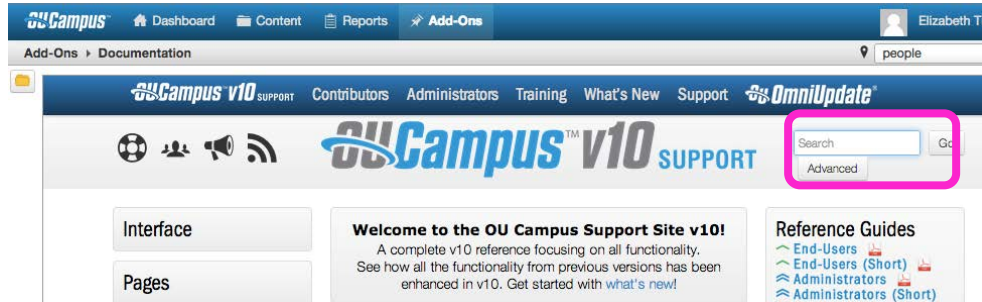 OU Campus™ Dashboard Content Reports Add-Ons Elizabeth
Add-Ons Documentation people
OU Campus™ v10 SUPPORT Contributors Administrators Training What's New Support OmniUpdate®
OU Campus™ v10 SUPPORT
Search Go
Advanced
Interface
Pages
Welcome to the OU Campus Support Site v10!
A complete v10 reference focusing on all functionality.
See how all the functionality from previous versions has been
enhanced in v10. Get started with what's new!
Reference Guides
End-Users
End-Users (Short)
Administrators
Administrators (Short)